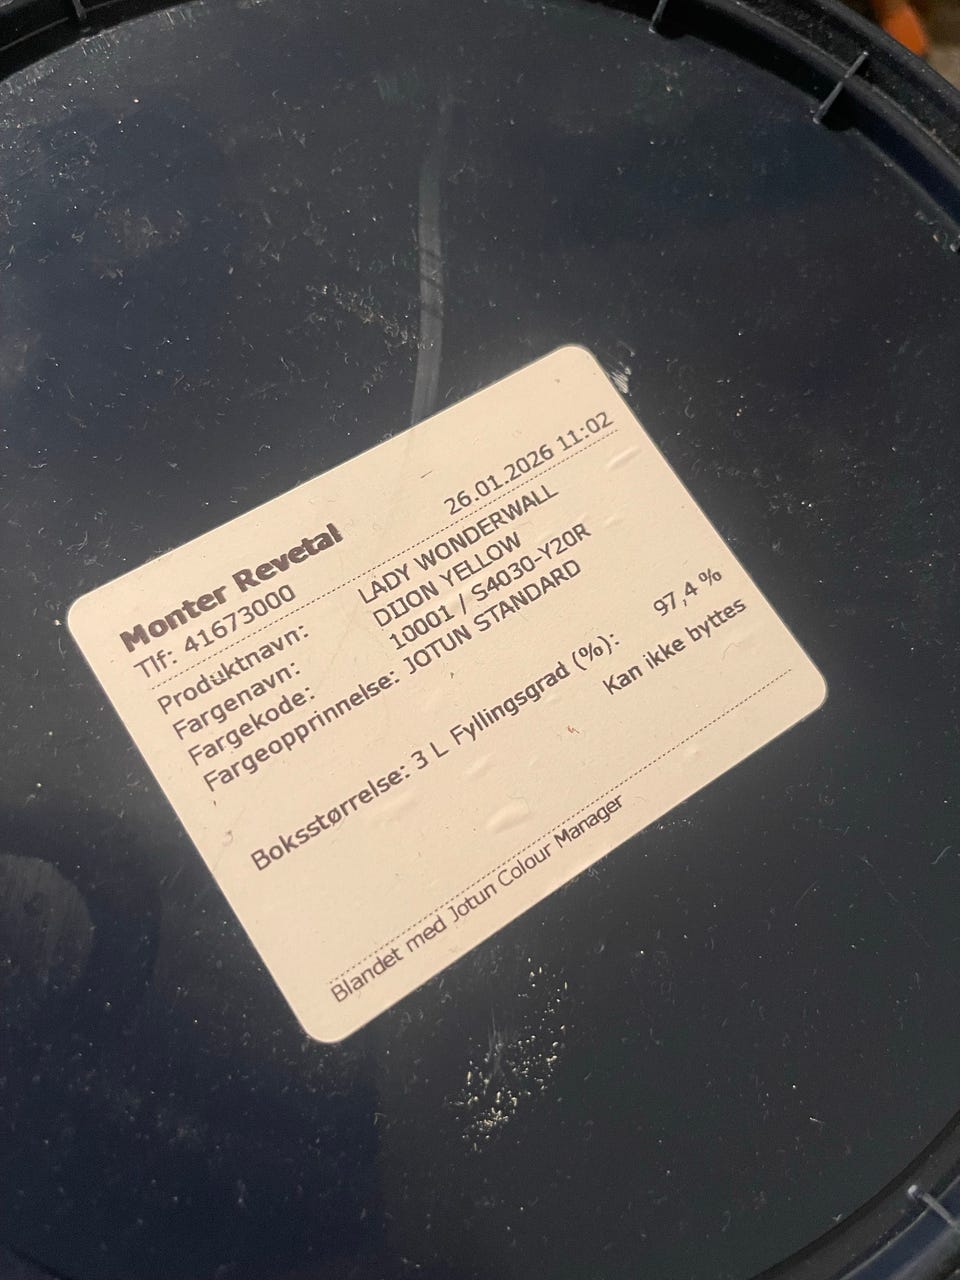 Monter Revetal
Tlf: 41673000 26.01.2026 11:02
Produktnavn: LADY WONDERWALL
Fargenavn: DIJON YELLOW
Fargekode: 10001 / S4030-Y20R
Fargeopprinnelse: JOTUN STANDARD
Boksstørrelse: 3 L Fyllingsgrad (%): 97,4 %
Kan ikke byttes
Blandet med Jotun Colour Manager